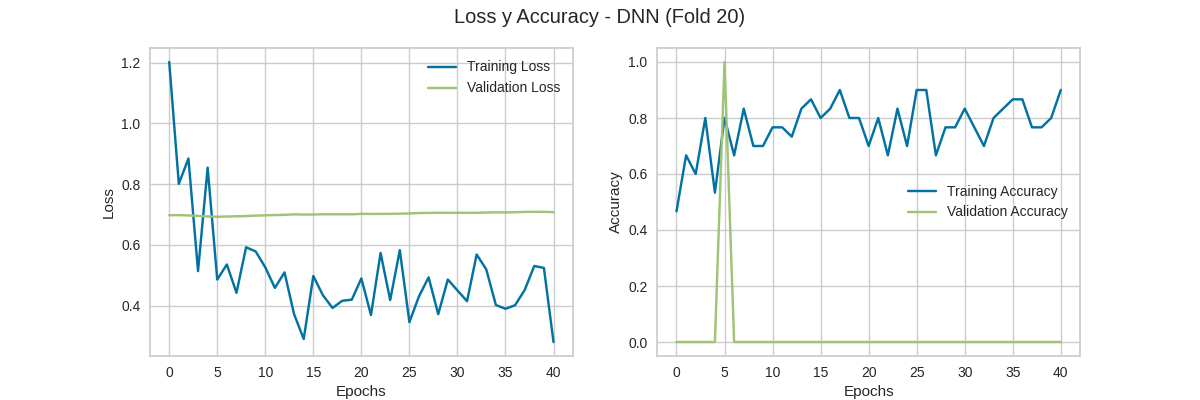 Loss y Accuracy - DNN (Fold 20)
1.2
1.0
0.8
0.6
0.4
Loss
0 5 10 15 20 25 30 35 40
Epochs
Training Loss
Validation Loss
1.0
0.8
0.6
0.4
0.2
0.0
Accuracy
0 5 10 15 20 25 30 35 40
Epochs
Training Accuracy
Validation Accuracy